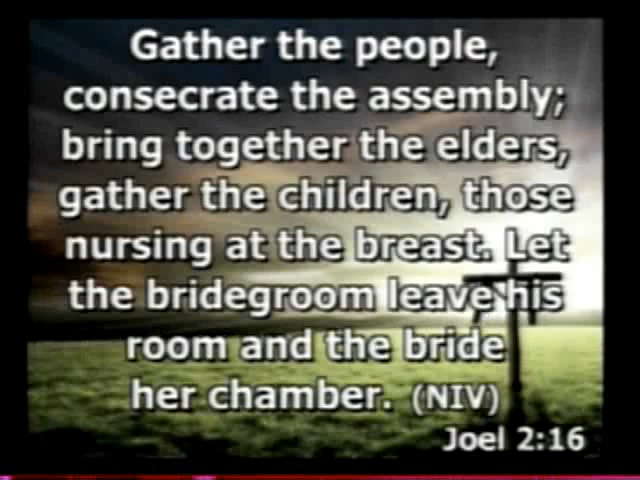 Gather the people,
consecrate the assembly;
bring together the elders,
gather the children, those
nursing at the breast. Let
the bridegroom leave his
room and the bride
her chamber. (NIV)
Joel 2:16